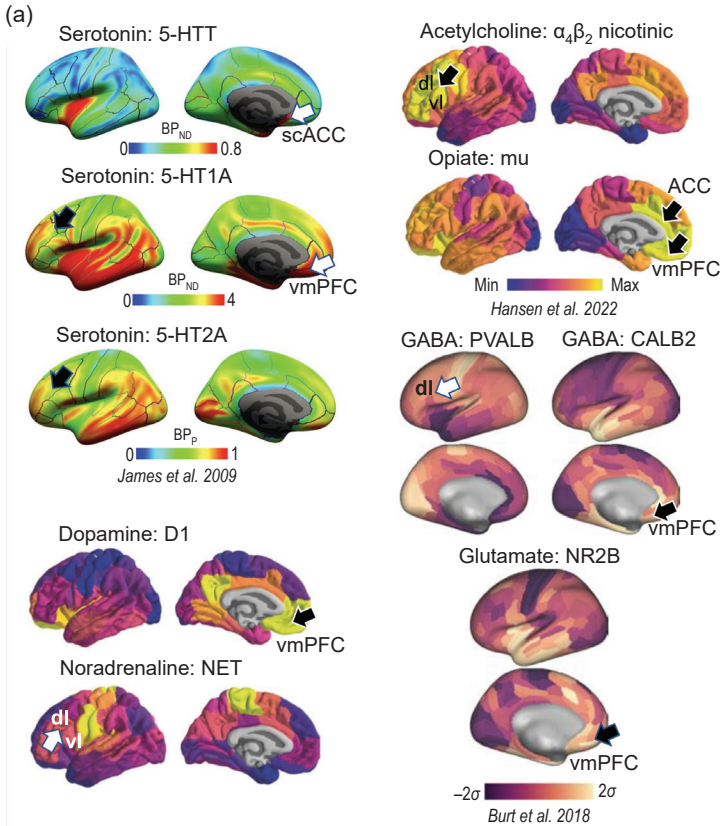 (a)
Serotonin: 5-HTT
BP_ND
0
0.8
scACC
Serotonin: 5-HT1A
BP_ND
0
4
vmPFC
Serotonin: 5-HT2A
BP_P
0
1
James et al. 2009
Dopamine: D1
vmPFC
Noradrenaline: NET
dl
vl
Acetylcholine: α₄β₂ nicotinic
dl
vl
Opiate: mu
ACC
vmPFC
Min Max
Hansen et al. 2022
GABA: PVALB GABA: CALB2
dl
vmPFC
Glutamate: NR2B
vmPFC
–2σ 2σ
Burt et al. 2018